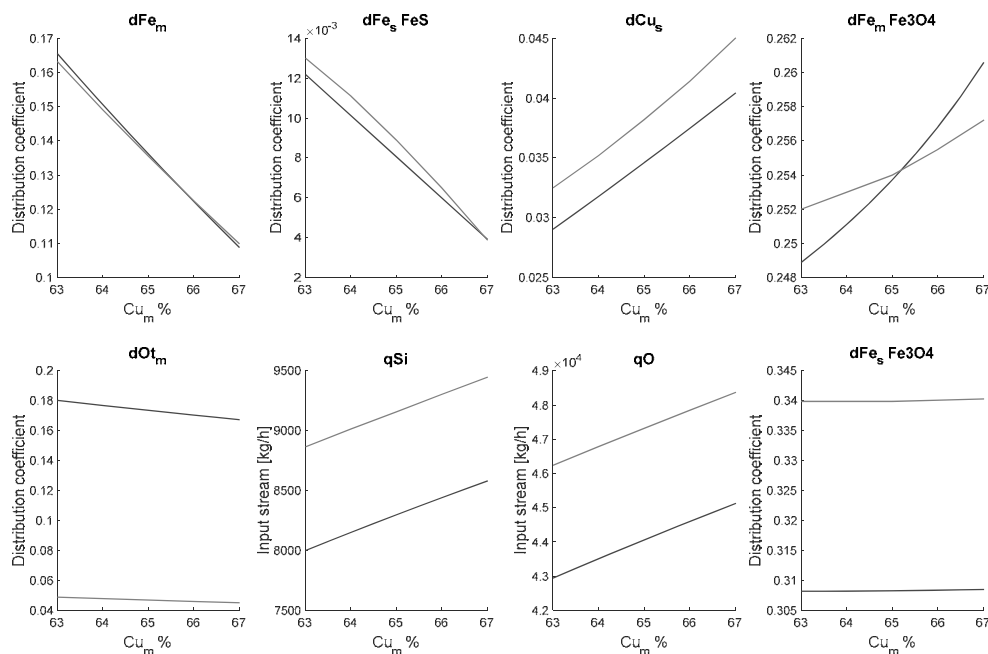 dFe_m
Distribution coefficient
0.17
0.16
0.15
0.14
0.13
0.12
0.11
0.1
63 64 65 66 67
Cu_m %
dFe_s FeS
×10^-3
Distribution coefficient
14
12
10
8
6
4
2
63 64 65 66 67
Cu_m %
dCu_s
Distribution coefficient
0.045
0.04
0.035
0.03
0.025
63 64 65 66 67
Cu_m %
dFe_m Fe3O4
Distribution coefficient
0.262
0.26
0.258
0.256
0.254
0.252
0.25
0.248
63 64 65 66 67
Cu_m %
dOt_m
Distribution coefficient
0.2
0.18
0.16
0.14
0.12
0.1
0.08
0.06
0.04
63 64 65 66 67
Cu_m %
qSi
Input stream [kg/h]
9500
9000
8500
8000
7500
63 64 65 66 67
Cu_m %
qO
×10^4
Input stream [kg/h]
4.9
4.8
4.7
4.6
4.5
4.4
4.3
4.2
63 64 65 66 67
Cu_m %
dFe_s Fe3O4
Distribution coefficient
0.345
0.34
0.335
0.33
0.325
0.32
0.315
0.31
0.305
63 64 65 66 67
Cu_m %